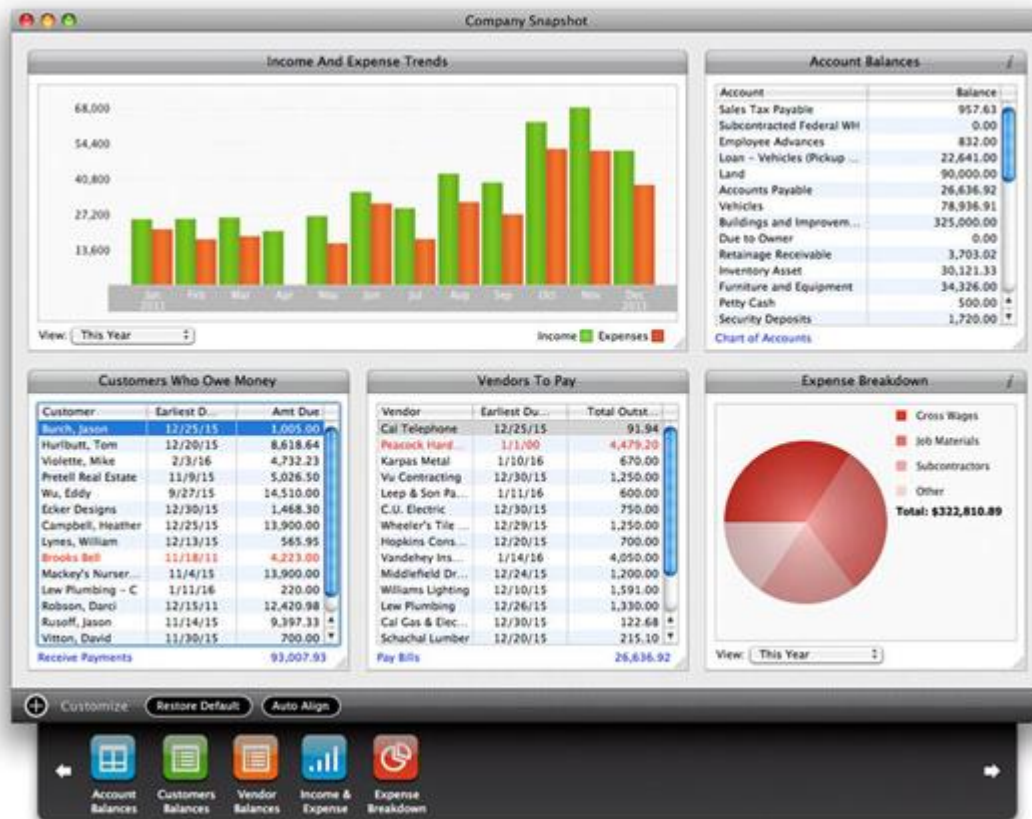 Company Snapshot
Income And Expense Trends
68,000
54,400
40,800
27,200
13,600
Jan Feb Mar Apr May Jun Jul Aug Sep Oct Nov Dec
2011 2011
View: This Year
Income Expenses
Account Balances
Account Balance
Sales Tax Payable 957.63
Subcontracted Federal WH 0.00
Employee Advances 832.00
Loan – Vehicles (Pickup ... 22,641.00
Land 90,000.00
Accounts Payable 26,636.92
Vehicles 78,936.91
Buildings and Improvem... 325,000.00
Due to Owner 0.00
Retainage Receivable 3,703.02
Inventory Asset 30,121.33
Furniture and Equipment 34,326.00
Petty Cash 500.00
Security Deposits 1,720.00
Chart of Accounts
Customers Who Owe Money
Customer Earliest D... Amt Due
Burch, Jason 12/25/15 1,005.00
Hurlbutt, Tom 12/20/15 8,618.64
Violette, Mike 2/3/16 4,732.23
Pretell Real Estate 11/9/15 5,026.50
Wu, Eddy 9/27/15 14,510.00
Ecker Designs 12/30/15 1,468.30
Campbell, Heather 12/25/15 13,900.00
Lynes, William 12/13/15 565.95
Brooks Bell 11/18/11 4,223.00
Mackey's Nurser... 11/4/15 13,900.00
Lew Plumbing – C 1/11/16 220.00
Robson, Darci 12/15/11 12,420.98
Rusoff, Jason 11/14/15 9,397.33
Vitton, David 11/30/15 700.00
Receive Payments 93,007.93
Vendors To Pay
Vendor Earliest Du... Total Outst...
Cal Telephone 12/25/15 91.94
Peacock Hard... 1/1/00 4,479.20
Karpas Metal 1/10/16 670.00
Vu Contracting 12/30/15 1,250.00
Leep & Son Pa... 1/11/16 600.00
C.U. Electric 12/30/15 750.00
Wheeler's Tile ... 12/29/15 1,250.00
Hopkins Cons... 12/20/15 700.00
Vandehey Ins... 1/14/16 4,050.00
Middlefield Dr... 12/24/15 1,200.00
Williams Lighting 12/10/15 1,591.00
Lew Plumbing 12/26/15 1,330.00
Cal Gas & Elec... 12/30/15 122.68
Schachal Lumber 12/20/15 215.10
Pay Bills 26,636.92
Expense Breakdown
Gross Wages
Job Materials
Subcontractors
Other
Total: $322,810.89
View: This Year
Customize Restore Default Auto Align
Account Balances
Customers Balances
Vendor Balances
Income & Expense
Expense Breakdown